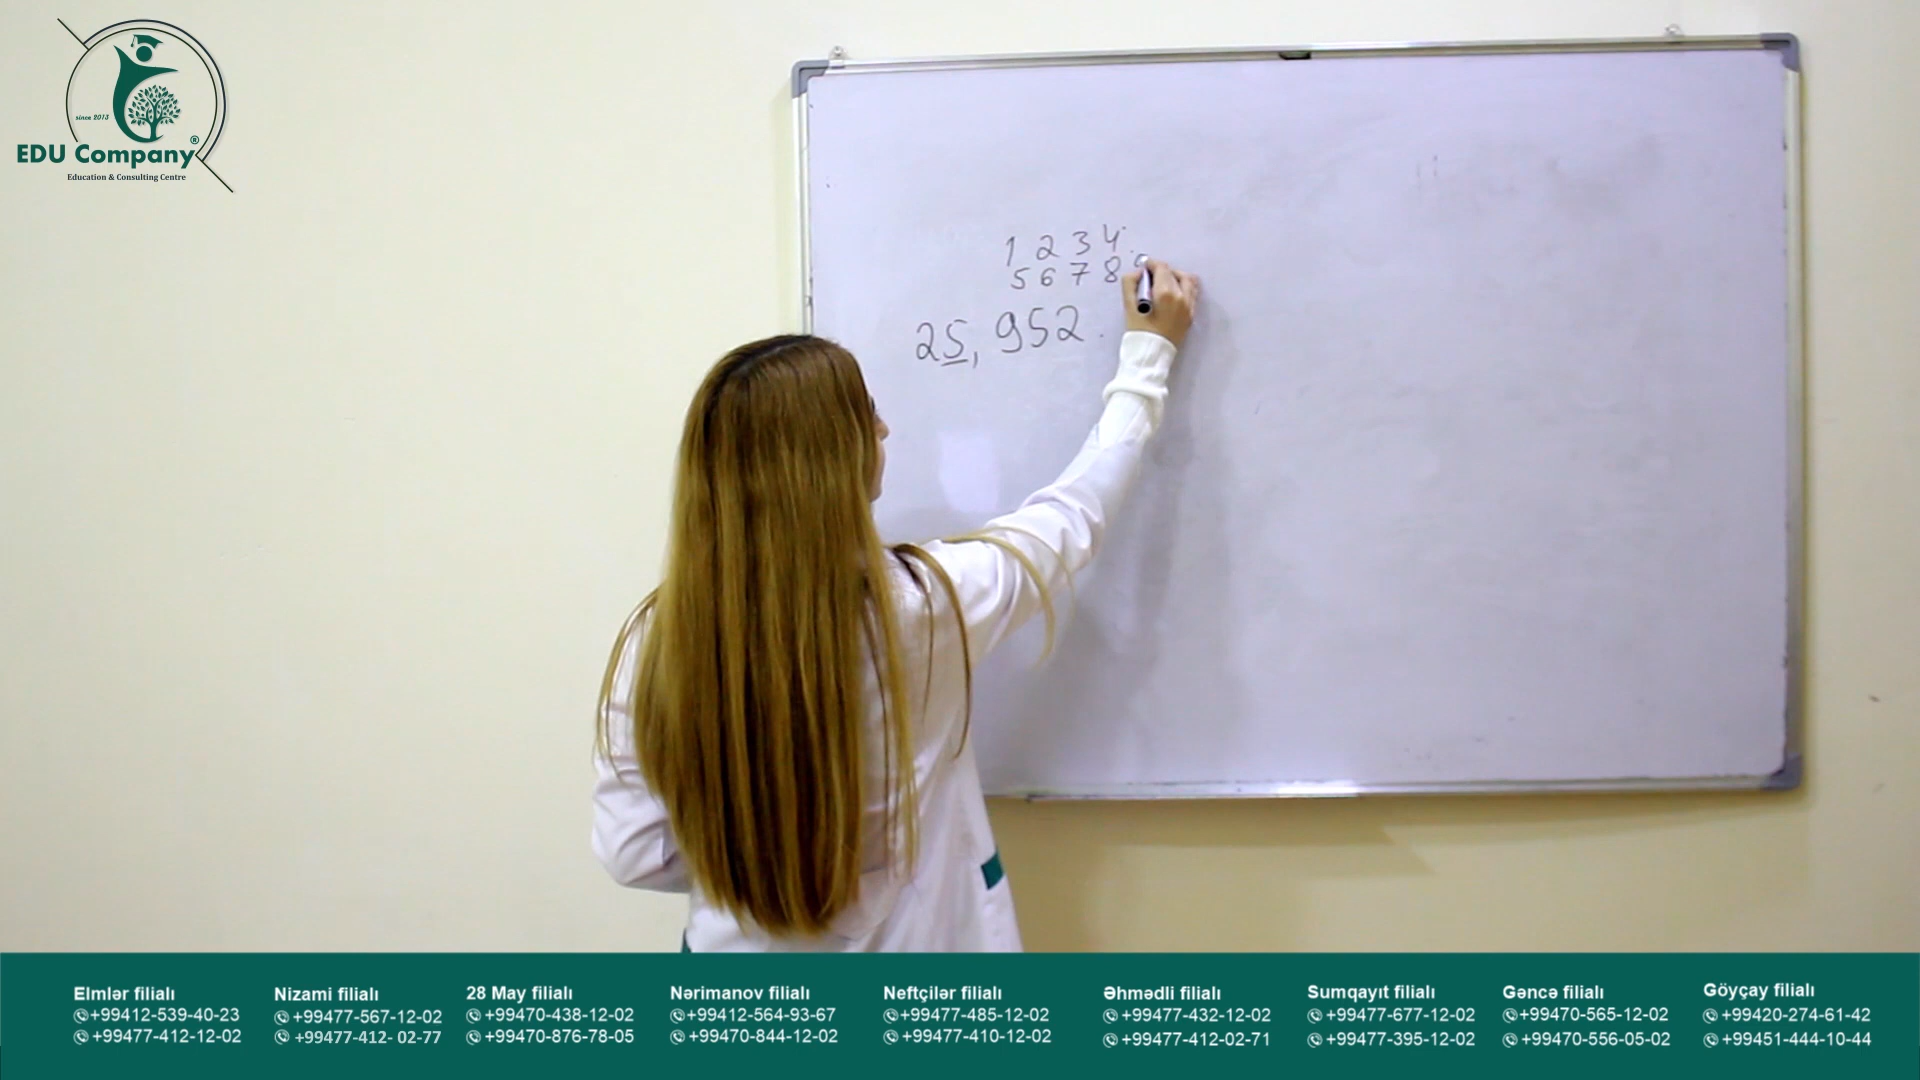 since 2013
EDU Company®
Education & Consulting Centre
1 2 3 4
5 6 7 8
25, 952
Elmlər filialı
+99412-539-40-23
+99477-412-12-02
Nizami filialı
+99477-567-12-02
+99477-412- 02-77
28 May filialı
+99470-438-12-02
+99470-876-78-05
Nərimanov filialı
+99412-564-93-67
+99470-844-12-02
Neftçilər filialı
+99477-485-12-02
+99477-410-12-02
Əhmədli filialı
+99477-432-12-02
+99477-412-02-71
Sumqayıt filialı
+99477-677-12-02
+99477-395-12-02
Gəncə filialı
+99470-565-12-02
+99470-556-05-02
Göyçay filialı
+99420-274-61-42
+99451-444-10-44